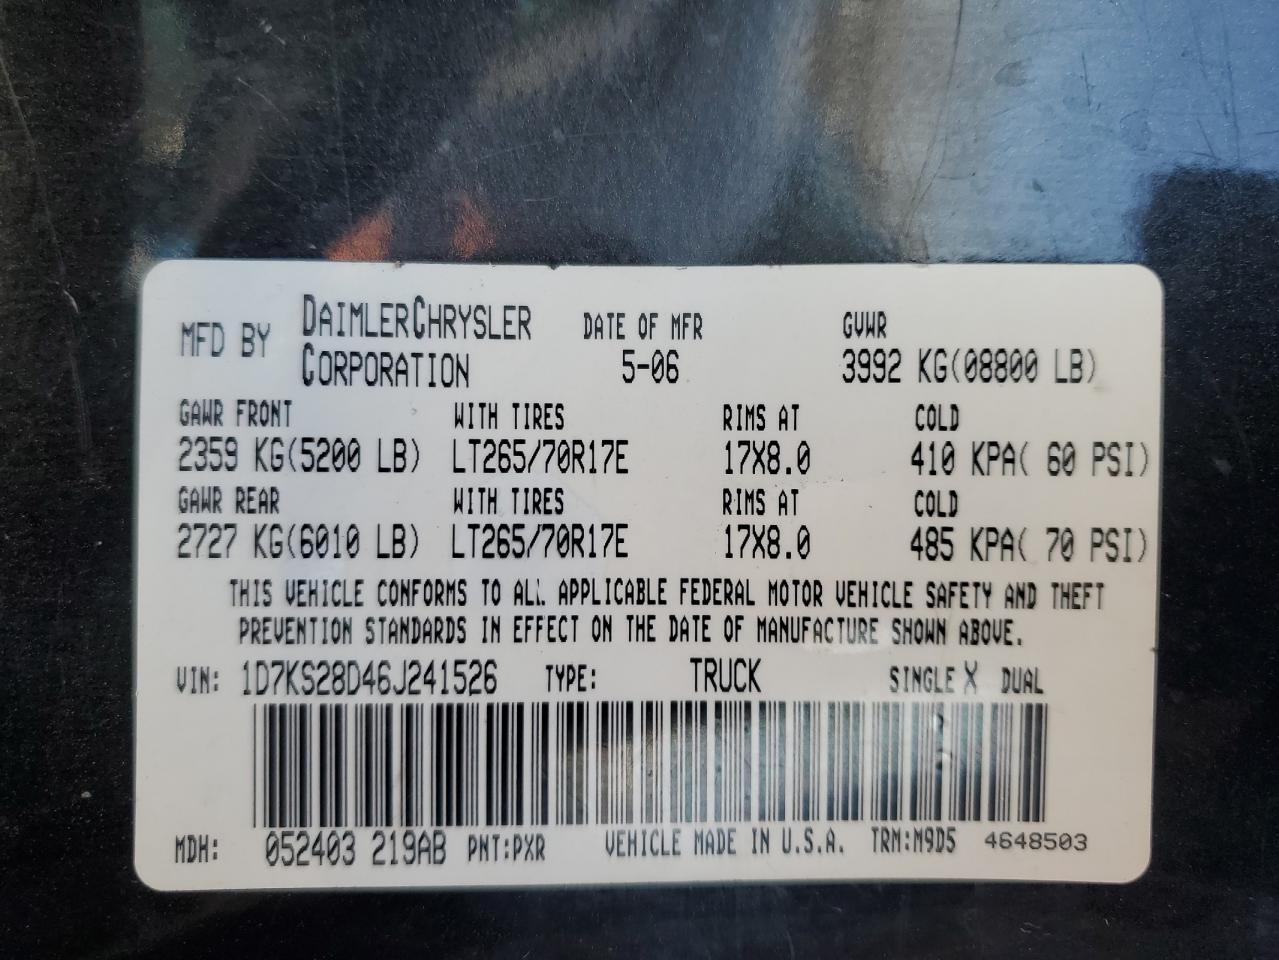 MFD BY DAIMLERCHRYSLER CORPORATION DATE OF MFR 5-06 GVWR 3992 KG(08800 LB)
GAWR FRONT WITH TIRES RIMS AT COLD
2359 KG(5200 LB) LT265/70R17E 17X8.0 410 KPA( 60 PSI)
GAWR REAR WITH TIRES RIMS AT COLD
2727 KG(6010 LB) LT265/70R17E 17X8.0 485 KPA( 70 PSI)
THIS VEHICLE CONFORMS TO ALL APPLICABLE FEDERAL MOTOR VEHICLE SAFETY AND THEFT
PREVENTION STANDARDS IN EFFECT ON THE DATE OF MANUFACTURE SHOWN ABOVE.
VIN: 1D7KS28D46J241526 TYPE: TRUCK SINGLE X DUAL
MDH: 052403 219AB PNT:PXR VEHICLE MADE IN U.S.A. TRM:M9D5 4648503